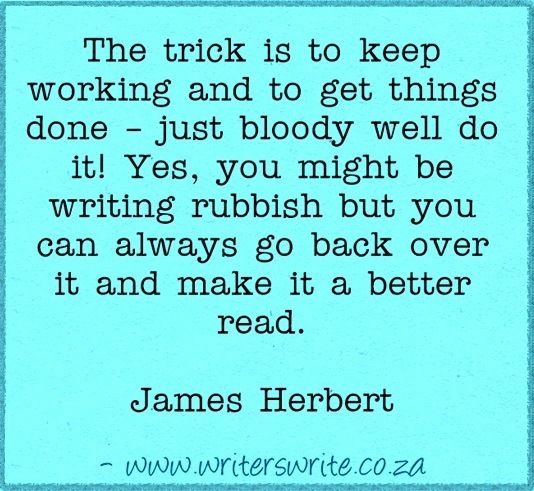 The trick is to keep
working and to get things
done – just bloody well do
it! Yes, you might be
writing rubbish but you
can always go back over
it and make it a better
read.
James Herbert
- www.writerswrite.co.za